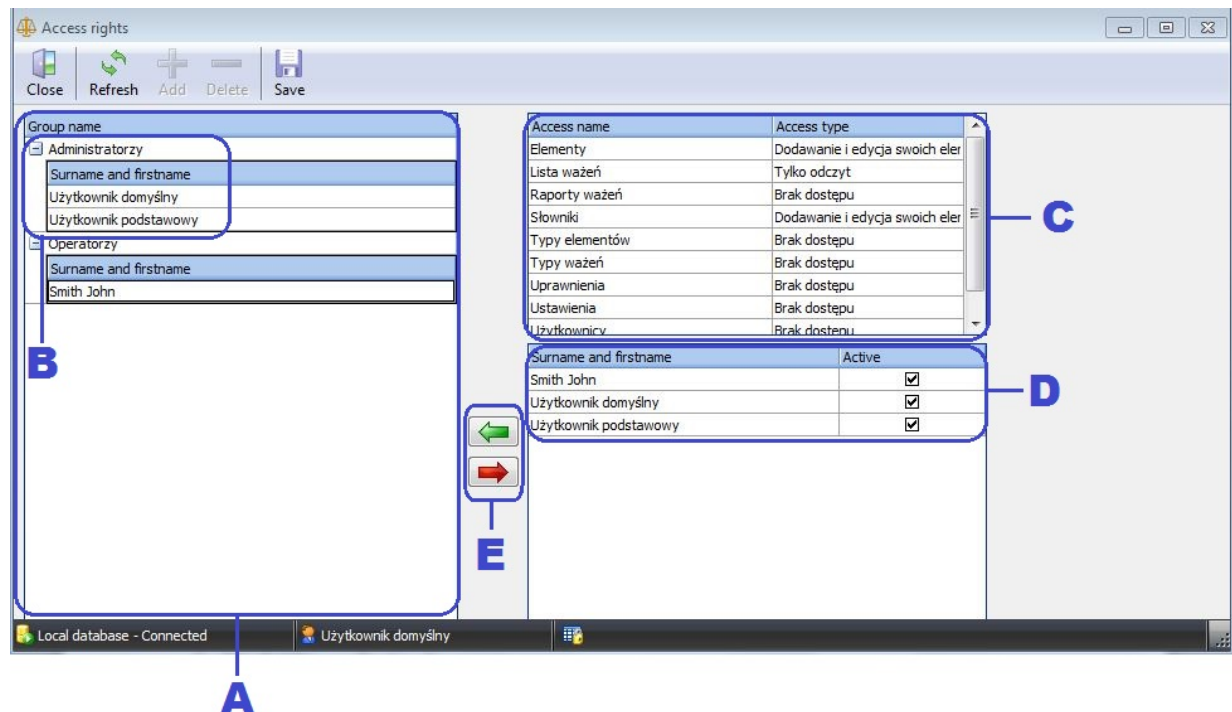 Access rights
Close Refresh Add Delete Save
Group name
Administratorzy
Surname and firstname
Użytkownik domyślny
Użytkownik podstawowy
Operatorzy
Surname and firstname
Smith John
B
Access name Access type
Elementy Dodawanie i edycja swoich eler
Lista ważeń Tylko odczyt
Raporty ważeń Brak dostępu
Słowniki Dodawanie i edycja swoich eler
Typy elementów Brak dostępu
Typy ważeń Brak dostępu
Uprawnienia Brak dostępu
Ustawienia Brak dostępu
Użytkownicy Brak dostępu
C
Surname and firstname Active
Smith John
Użytkownik domyślny
Użytkownik podstawowy
D
E
Local database - Connected Użytkownik domyślny
A